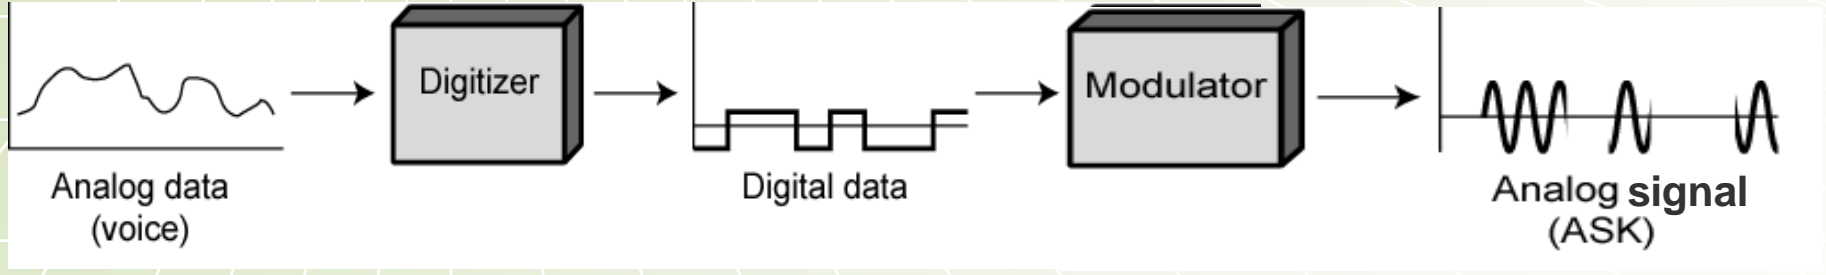 Digitizer
Modulator
Analog data
(voice)
Digital data
Analog signal
(ASK)